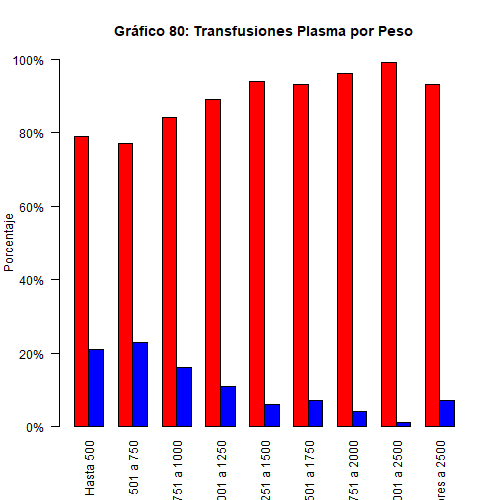 Gráfico 80: Transfusiones Plasma por Peso
Porcentaje
100%
80%
60%
40%
20%
0%
Hasta 500
501 a 750
751 a 1000
001 a 1250
251 a 1500
501 a 1750
751 a 2000
001 a 2500
res a 2500